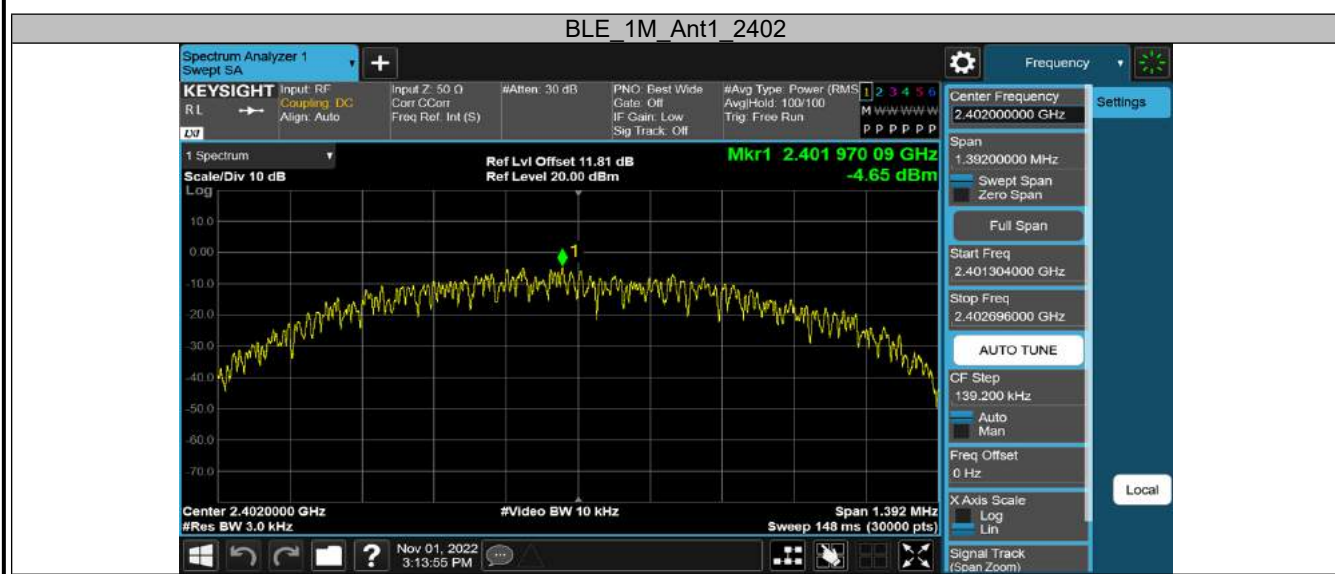 BLE_1M_Ant1_2402
Spectrum Analyzer 1
Swept SA
Frequency
KEYSIGHT
R L
LXI
Input: RF
Coupling: DC
Align: Auto
Input Z: 50 Ω
Corr CCorr
Freq Ref: Int (S)
#Atten: 30 dB
PNO: Best Wide
Gate: Off
IF Gain: Low
Sig Track: Off
#Avg Type: Power (RMS
Avg|Hold: 100/100
Trig: Free Run
1 2 3 4 5 6
M W W W W W
P P P P P P
1 Spectrum
Scale/Div 10 dB
Ref Lvl Offset 11.81 dB
Ref Level 20.00 dBm
Mkr1 2.401 970 09 GHz
-4.65 dBm
Log
10.0
0.00
-10.0
-20.0
-30.0
-40.0
-50.0
-60.0
-70.0
1
Center 2.4020000 GHz
#Res BW 3.0 kHz
#Video BW 10 kHz
Span 1.392 MHz
Sweep 148 ms (30000 pts)
?
Nov 01, 2022
3:13:55 PM
Center Frequency
2.402000000 GHz
Settings
Span
1.39200000 MHz
Swept Span
Zero Span
Full Span
Start Freq
2.401304000 GHz
Stop Freq
2.402696000 GHz
AUTO TUNE
CF Step
139.200 kHz
Auto
Man
Freq Offset
0 Hz
X Axis Scale
Log
Lin
Local
Signal Track
(Span Zoom)